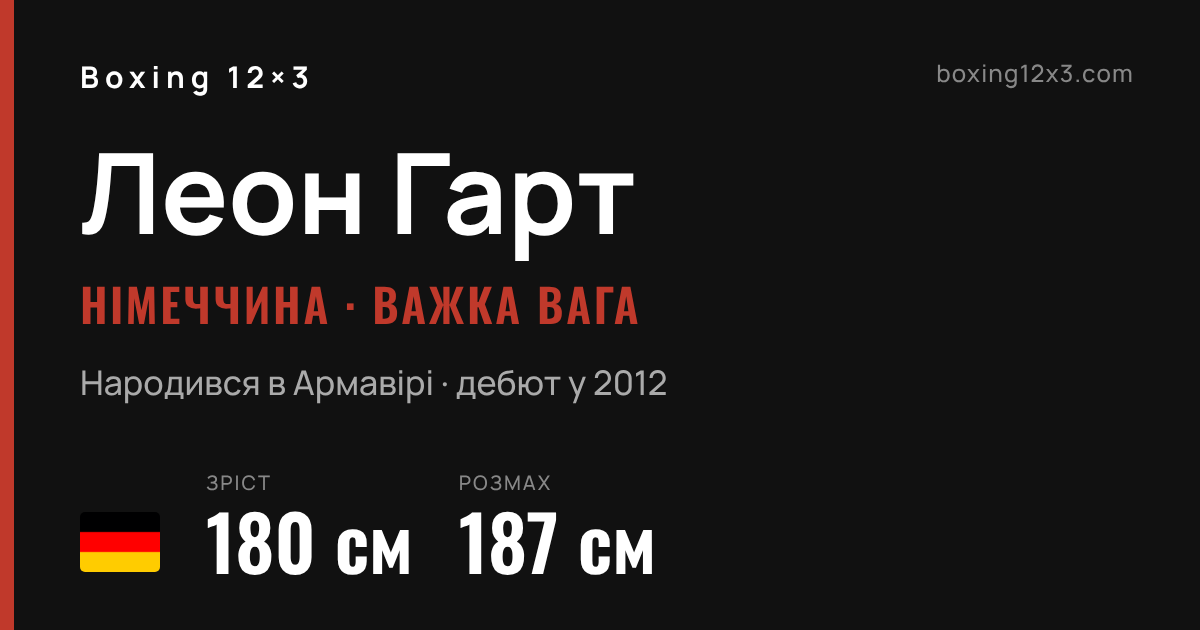 Boxing 12×3
boxing12x3.com
Леон Гарт
НІМЕЧЧИНА · ВАЖКА ВАГА
Народився в Армавірі · дебют у 2012
ЗРІСТ
180 см
РОЗМАХ
187 см